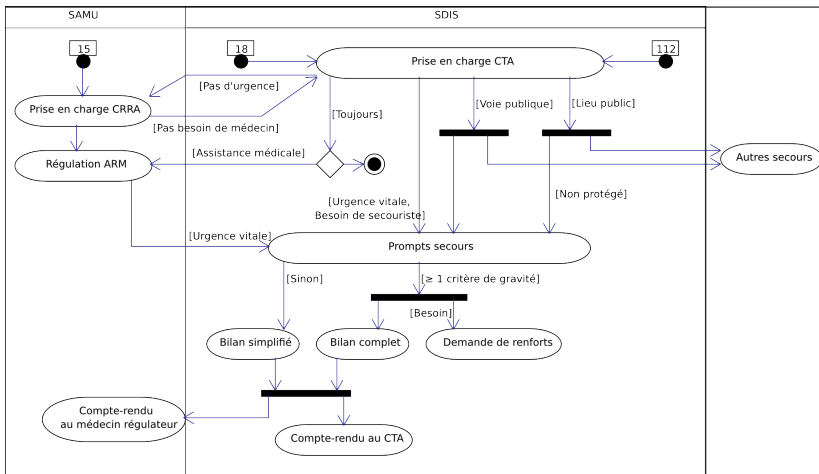 SAMU
SDIS
15
18
112
Prise en charge CTA
[Pas d'urgence]
Prise en charge CRRA
[Pas besoin de médecin]
[Toujours]
[Voie publique]
[Lieu public]
Régulation ARM
[Assistance médicale]
Autres secours
[Non protégé]
[Urgence vitale,
Besoin de secouriste]
[Urgence vitale]
Prompts secours
[Sinon]
[≥ 1 critère de gravité]
[Besoin]
Bilan simplifié
Bilan complet
Demande de renforts
Compte-rendu
au médecin régulateur
Compte-rendu au CTA